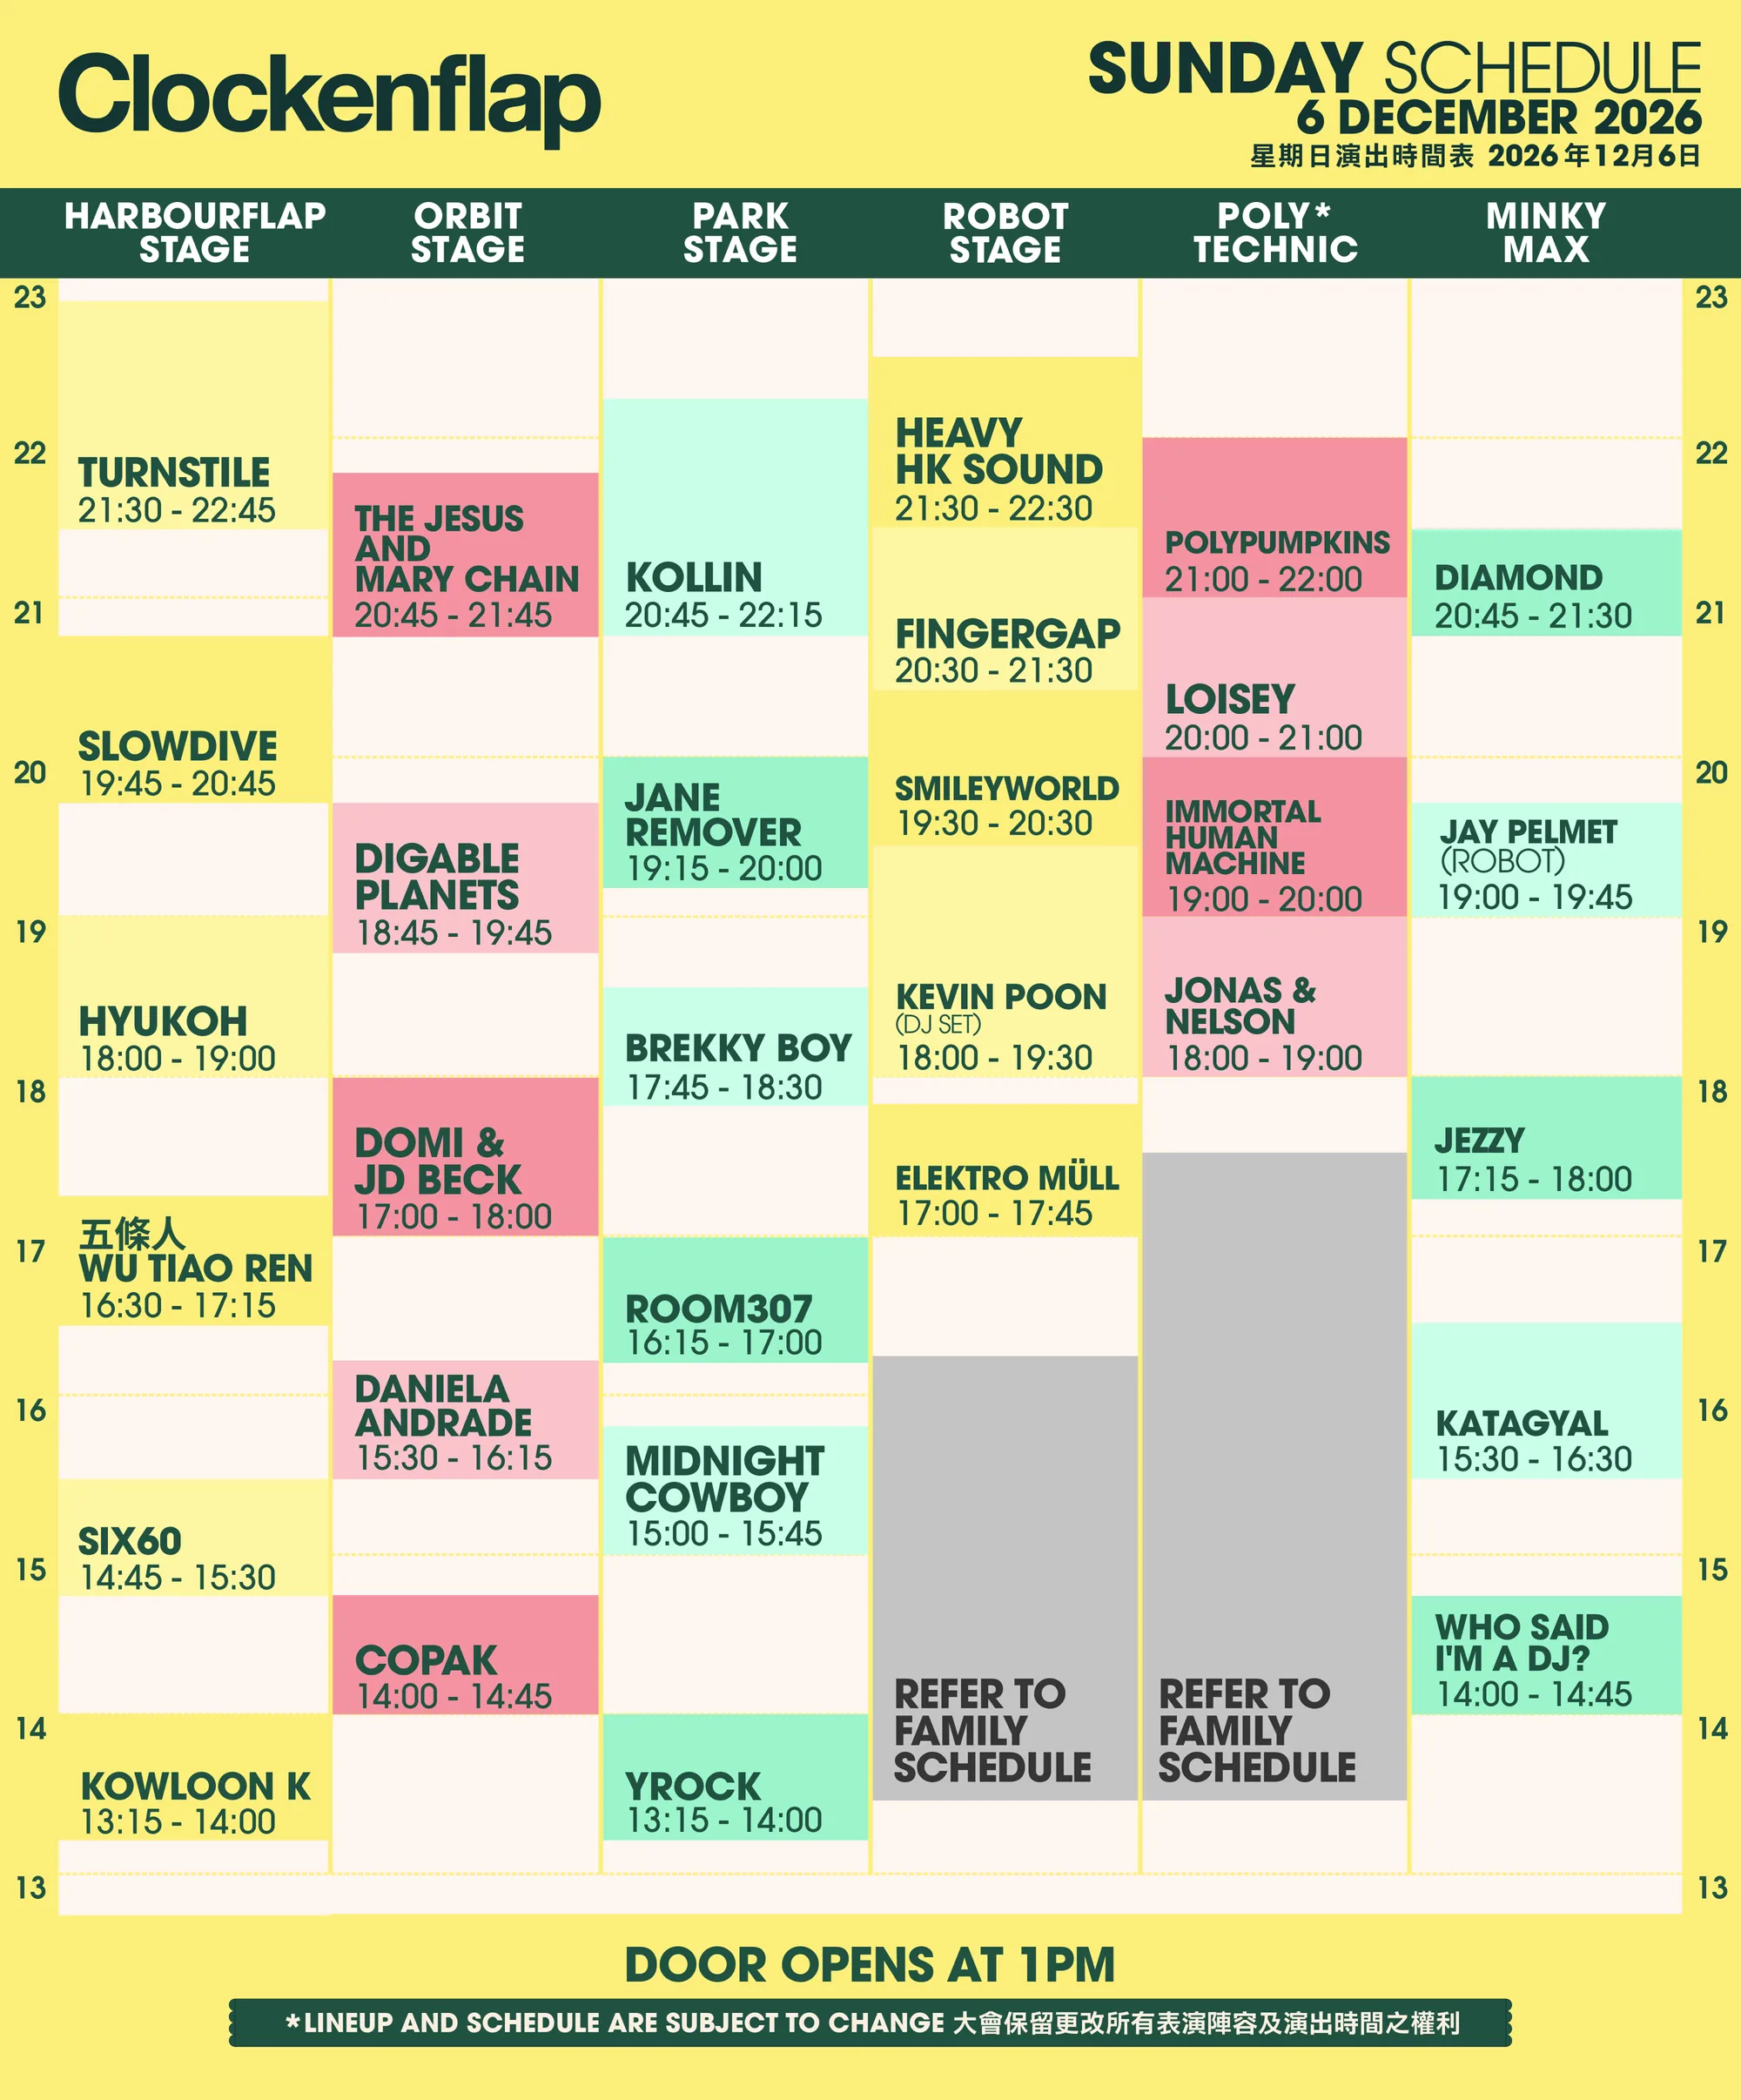 Clockenflap
SUNDAY SCHEDULE
6 DECEMBER 2026
星期日演出時間表 2026年12月6日
HARBOURFLAP
STAGE
ORBIT
STAGE
PARK
STAGE
ROBOT
STAGE
POLY*
TECHNIC
MINKY
MAX
23
22
21
20
19
18
17
16
15
14
13
TURNSTILE
21:30 - 22:45
SLOWDIVE
19:45 - 20:45
HYUKOH
18:00 - 19:00
五條人
WU TIAO REN
16:30 - 17:15
SIX60
14:45 - 15:30
KOWLOON K
13:15 - 14:00
THE JESUS
AND
MARY CHAIN
20:45 - 21:45
DIGABLE
PLANETS
18:45 - 19:45
DOMI &
JD BECK
17:00 - 18:00
DANIELA
ANDRADE
15:30 - 16:15
COPAK
14:00 - 14:45
KOLLIN
20:45 - 22:15
JANE
REMOVER
19:15 - 20:00
BREKKY BOY
17:45 - 18:30
ROOM307
16:15 - 17:00
MIDNIGHT
COWBOY
15:00 - 15:45
YROCK
13:15 - 14:00
HEAVY
HK SOUND
21:30 - 22:30
FINGERGAP
20:30 - 21:30
SMILEYWORLD
19:30 - 20:30
KEVIN POON
(DJ SET)
18:00 - 19:30
ELEKTRO MÜLL
17:00 - 17:45
REFER TO
FAMILY
SCHEDULE
POLYPUMPKINS
21:00 - 22:00
LOISEY
20:00 - 21:00
IMMORTAL
HUMAN
MACHINE
19:00 - 20:00
JONAS &
NELSON
18:00 - 19:00
REFER TO
FAMILY
SCHEDULE
DIAMOND
20:45 - 21:30
JAY PELMET
(ROBOT)
19:00 - 19:45
JEZZY
17:15 - 18:00
KATAGYAL
15:30 - 16:30
WHO SAID
I'M A DJ?
14:00 - 14:45
23
22
21
20
19
18
17
16
15
14
13
DOOR OPENS AT 1PM
*LINEUP AND SCHEDULE ARE SUBJECT TO CHANGE 大會保留更改所有表演陣容及演出時間之權利